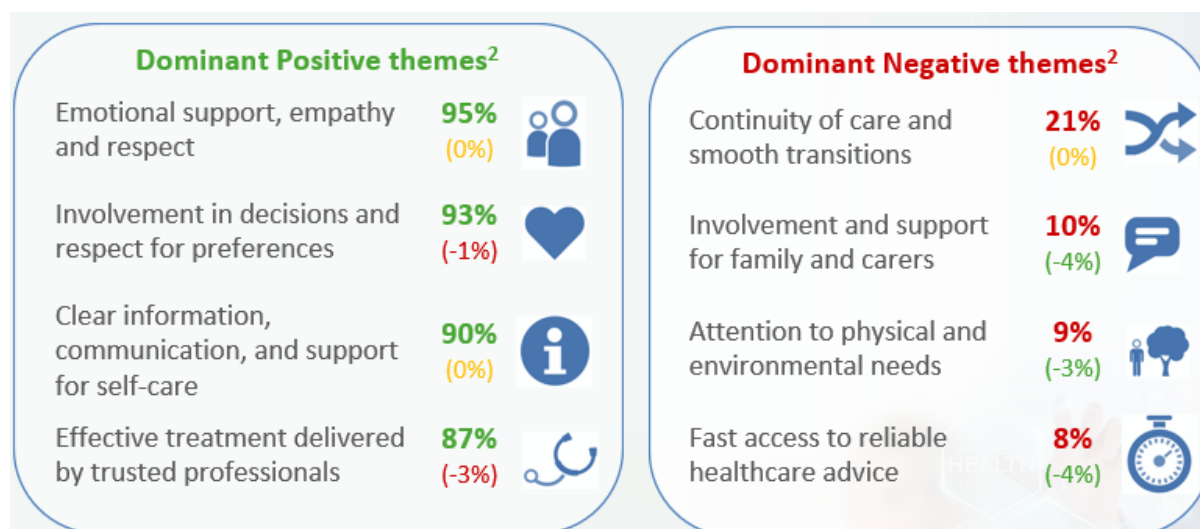 Dominant Positive themes²
Emotional support, empathy
and respect
95%
(0%)
Involvement in decisions and
respect for preferences
93%
(-1%)
Clear information,
communication, and support
for self-care
90%
(0%)
Effective treatment delivered
by trusted professionals
87%
(-3%)
Dominant Negative themes²
Continuity of care and
smooth transitions
21%
(0%)
Involvement and support
for family and carers
10%
(-4%)
Attention to physical and
environmental needs
9%
(-3%)
Fast access to reliable
healthcare advice
8%
(-4%)
HEALTH